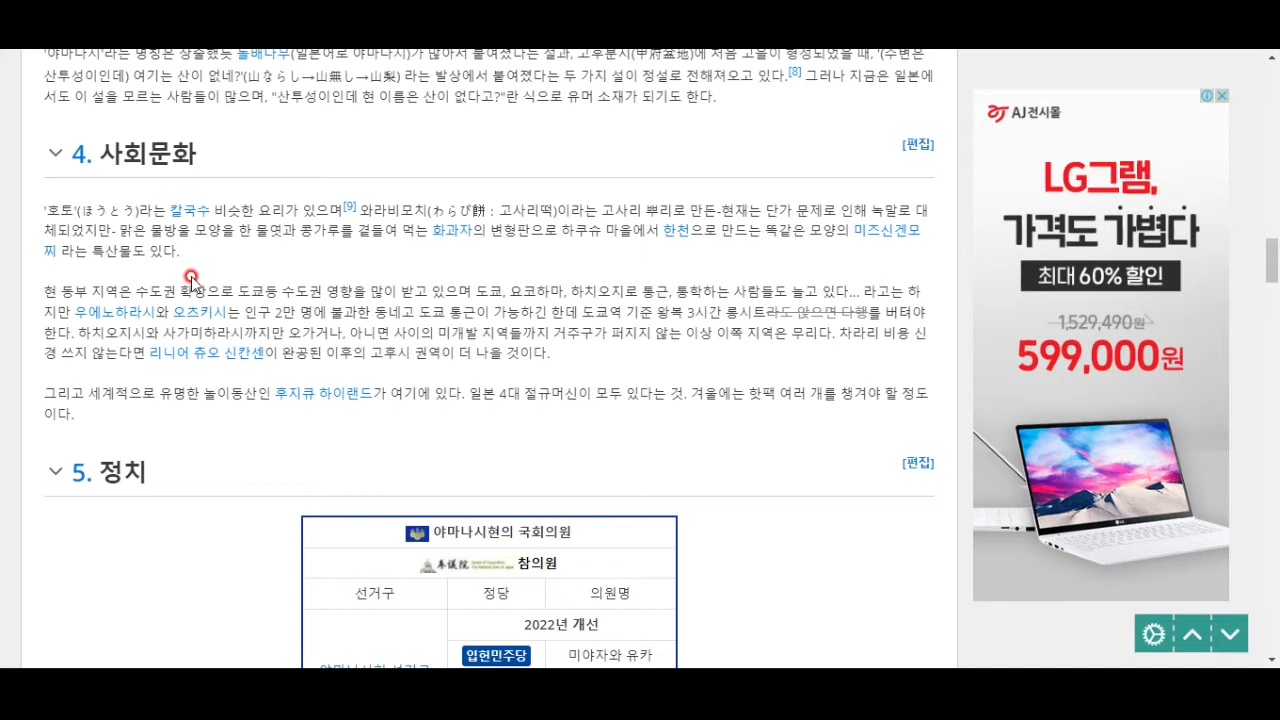 '야마나시'라는 명칭은 상술했듯 돌배나무(일본어로 야마나시)가 많아서 붙여졌다는 설과, 고후분지(甲府盆地)에 처음 고을이 형성되었을 때, '(주변은
산투성이인데) 여기는 산이 없네?'(山ならし→山無し→山梨) 라는 발상에서 붙여졌다는 두 가지 설이 정설로 전해져오고 있다.[8] 그러나 지금은 일본에
서도 이 설을 모르는 사람들이 많으며, "산투성이인데 현 이름은 산이 없다고?"란 식으로 유머 소재가 되기도 한다.
4. 사회문화
[편집]
'호토'(ほうとう)라는 칼국수 비슷한 요리가 있으며[9] 와라비모치(わらび餅 : 고사리떡)이라는 고사리 뿌리로 만든-현재는 단가 문제로 인해 녹말로 대
체되었지만- 맑은 물방울 모양을 한 물엿과 콩가루를 곁들여 먹는 화과자의 변형판으로 하쿠슈 마을에서 한천으로 만드는 똑같은 모양의 미즈신겐모
찌 라는 특산물도 있다.
현 동부 지역은 수도권 확장으로 도쿄등 수도권 영향을 많이 받고 있으며 도쿄, 요코하마, 하치오지로 통근, 통학하는 사람들도 늘고 있다... 라고는 하
지만 우에노하라시와 오츠키시는 인구 2만 명에 불과한 동네고 도쿄 통근이 가능하긴 한데 도쿄역 기준 왕복 3시간 롱시트라도 앉으면 다행를 버텨야
한다. 하치오지시와 사가미하라시까지만 오가거나, 아니면 사이의 미개발 지역들까지 거주구가 퍼지지 않는 이상 이쪽 지역은 무리다. 차라리 비용 신
경 쓰지 않는다면 리니어 츄오 신칸센이 완공된 이후의 고후시 권역이 더 나을 것이다.
그리고 세계적으로 유명한 놀이동산인 후지큐 하이랜드가 여기에 있다. 일본 4대 절규머신이 모두 있다는 것. 겨울에는 핫팩 여러 개를 챙겨야 할 정도
이다.
5. 정치
[편집]
야마나시현의 국회의원
参議院 참의원
선거구 정당 의원명
2022년 개선
입헌민주당 미야자와 유카
AJ전시몰
LG그램,
가격도 가볍다
최대 60% 할인
1,529,490원
599,000원
LG